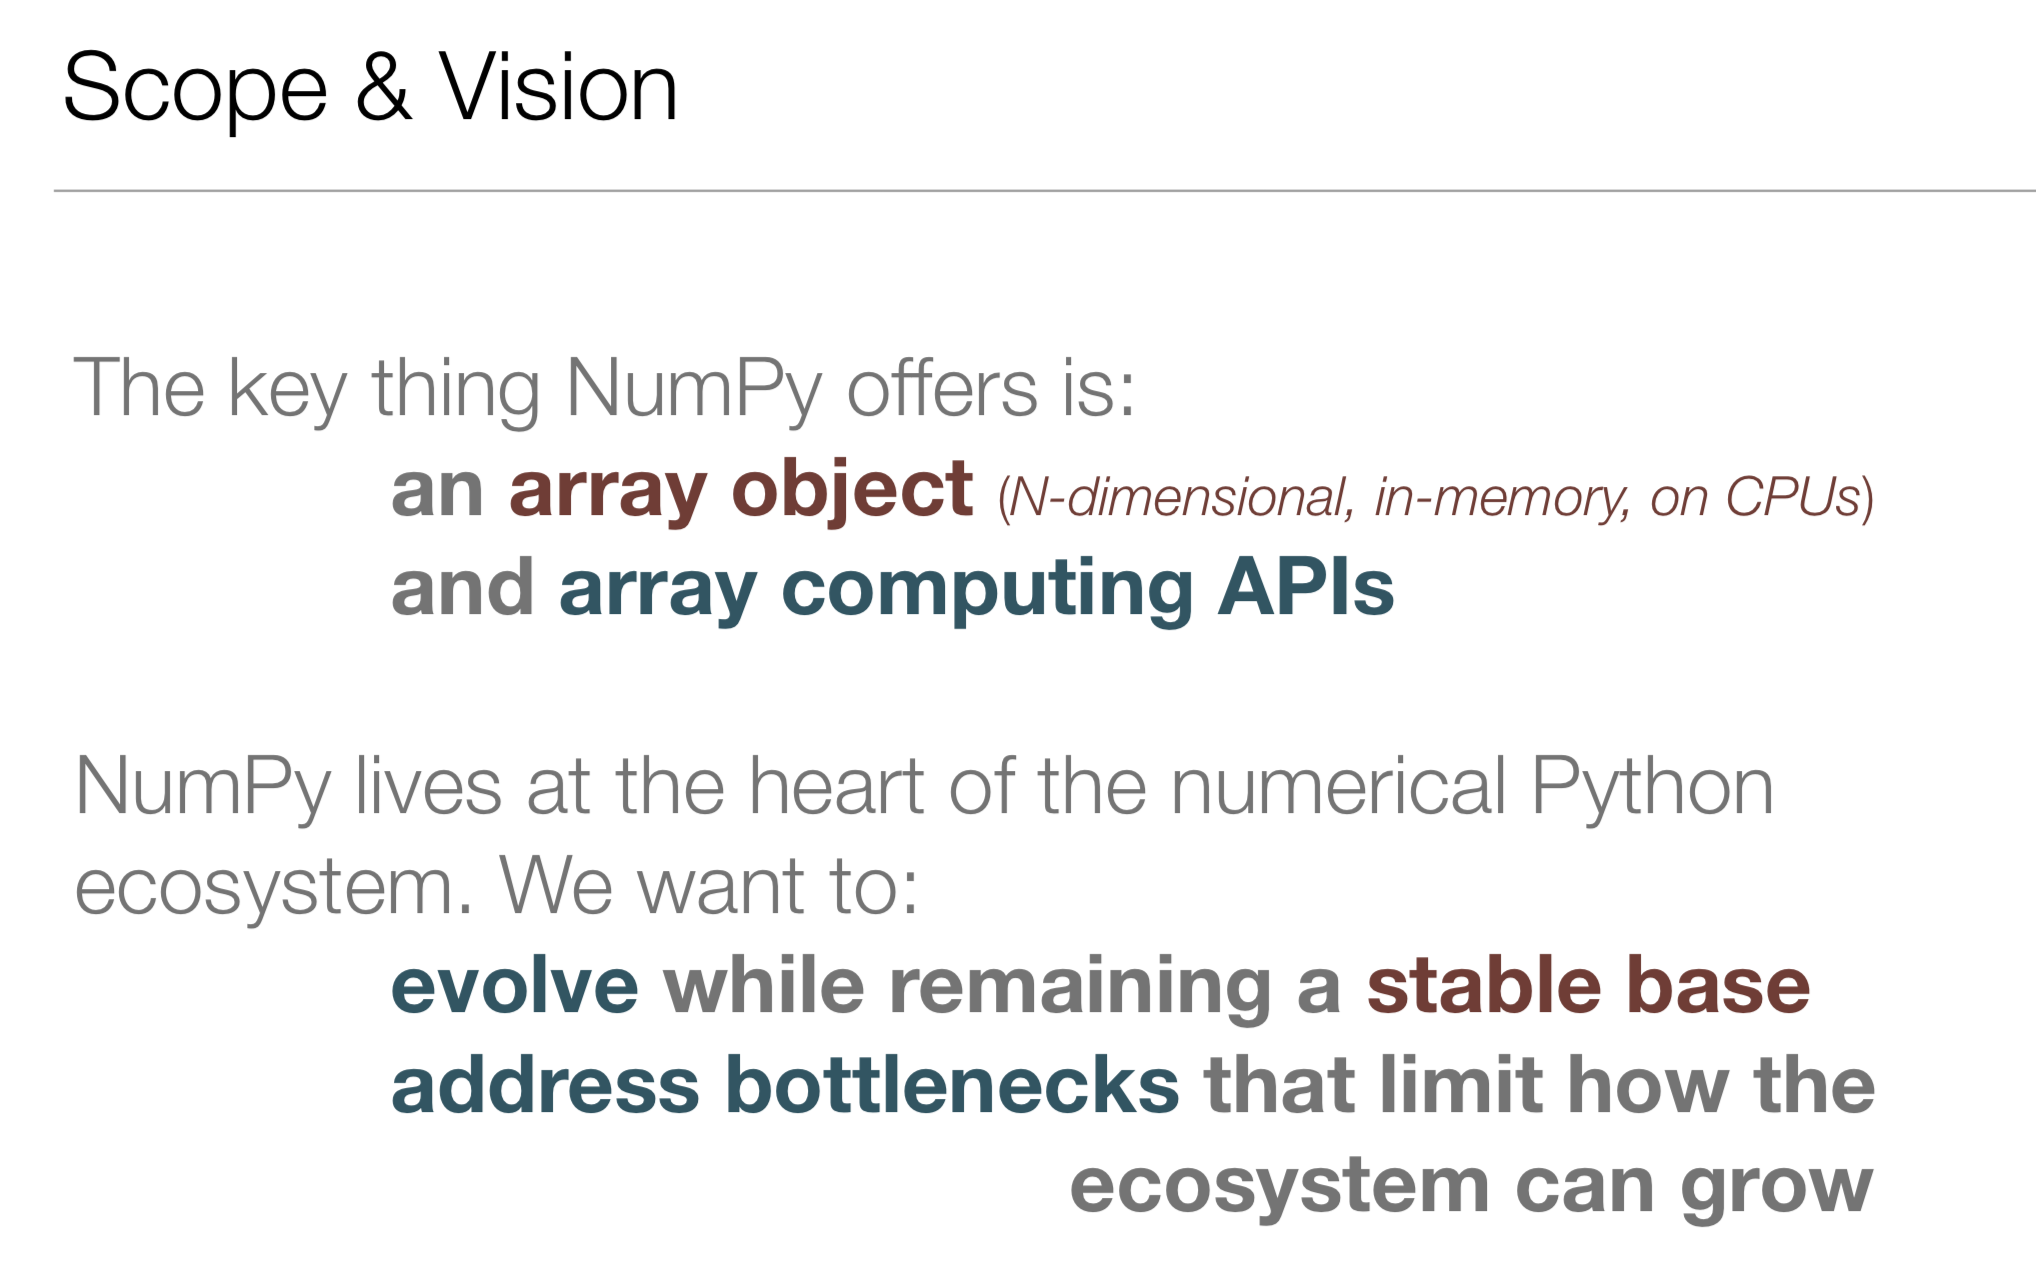 Scope & Vision
The key thing NumPy offers is:
an array object (N-dimensional, in-memory, on CPUs)
and array computing APIs
NumPy lives at the heart of the numerical Python
ecosystem. We want to:
evolve while remaining a stable base
address bottlenecks that limit how the
ecosystem can grow